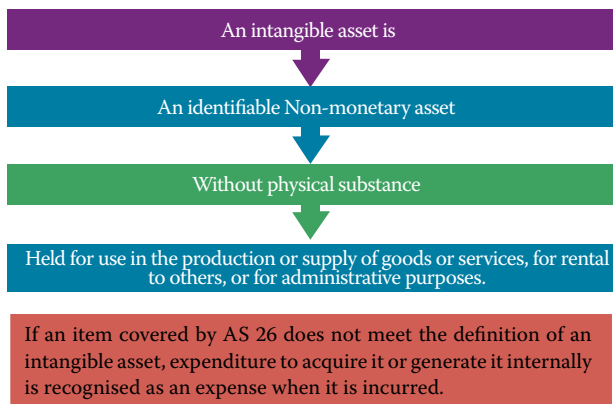 An intangible asset is
An identifiable Non-monetary asset
Without physical substance
Held for use in the production or supply of goods or services, for rental
to others, or for administrative purposes.
If an item covered by AS 26 does not meet the definition of an
intangible asset, expenditure to acquire it or generate it internally
is recognised as an expense when it is incurred.